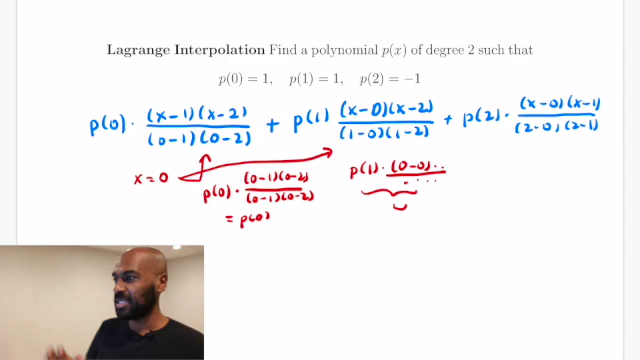 Lagrange Interpolation Find a polynomial p(x) of degree 2 such that
p(0) = 1, p(1) = 1, p(2) = −1
p(0) · (x-1)(x-2) / (0-1)(0-2) + p(1) (x-0)(x-2) / (1-0)(1-2) + p(2) · (x-0)(x-1) / (2-0)(2-1)
x = 0
p(0) · (0-1)(0-2) / (0-1)(0-2)
= p(0)
p(1) · (0-0)·· / ····